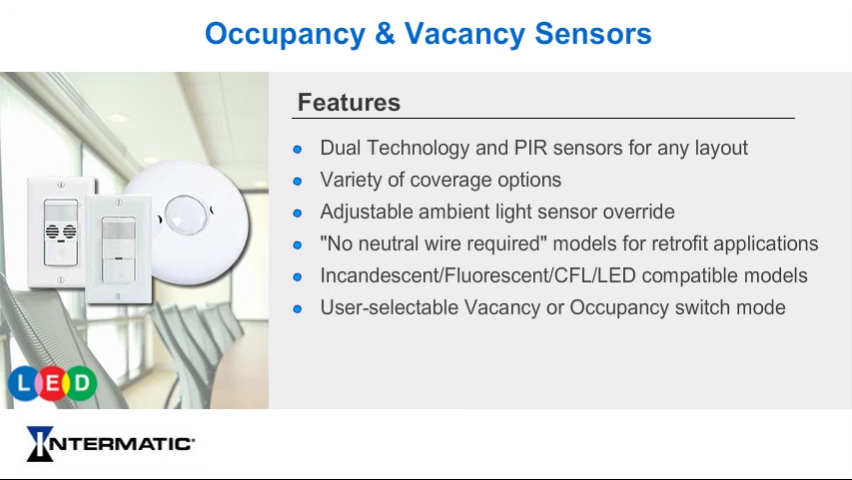 Occupancy & Vacancy Sensors
Features
Dual Technology and PIR sensors for any layout
Variety of coverage options
Adjustable ambient light sensor override
"No neutral wire required" models for retrofit applications
Incandescent/Fluorescent/CFL/LED compatible models
User-selectable Vacancy or Occupancy switch mode
LED
INTERMATIC®